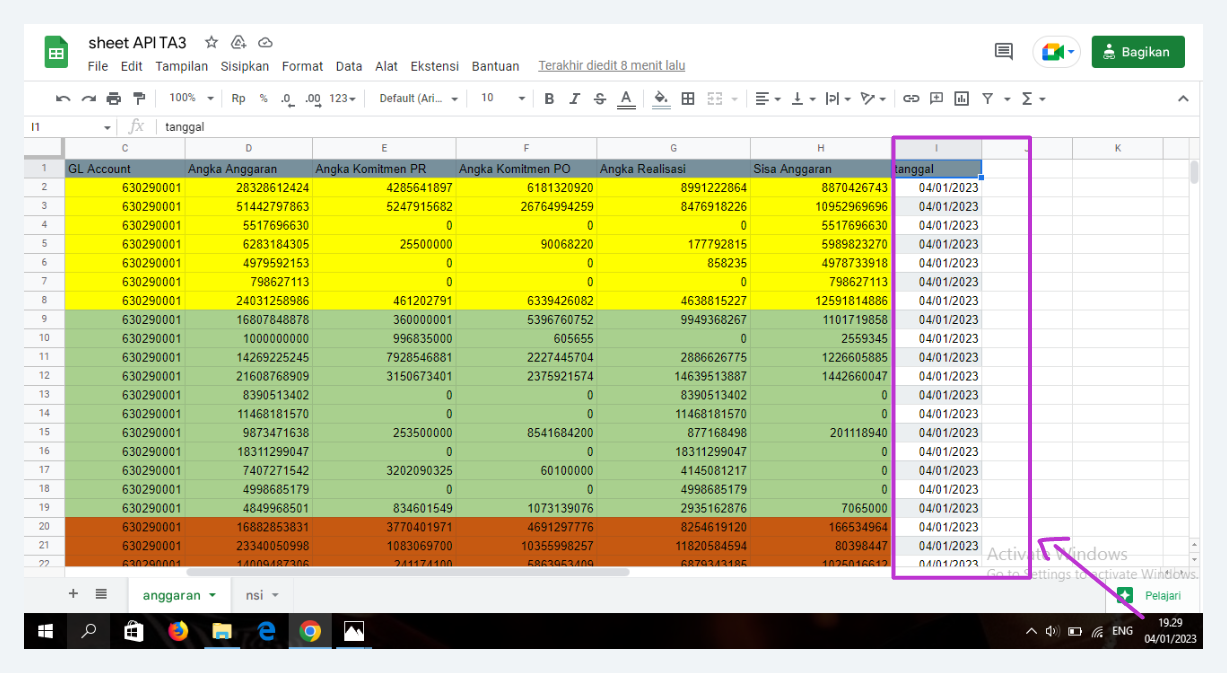 sheet API TA3
File Edit Tampilan Sisipkan Format Data Alat Ekstensi Bantuan Terakhir diedit 8 menit lalu
Bagikan
100% Rp % .0 .00 123 Default (Ari... 10 B I S A
I1 fx tanggal
C D E F G H I J K
1 GL Account Angka Anggaran Angka Komitmen PR Angka Komitmen PO Angka Realisasi Sisa Anggaran tanggal
2 630290001 28328612424 4285641897 6181320920 8991222864 8870426743 04/01/2023
3 630290001 51442797863 5247915682 26764994259 8476918226 10952969696 04/01/2023
4 630290001 5517696630 0 0 0 5517696630 04/01/2023
5 630290001 6283184305 25500000 90068220 177792815 5989823270 04/01/2023
6 630290001 4979592153 0 0 858235 4978733918 04/01/2023
7 630290001 798627113 0 0 0 798627113 04/01/2023
8 630290001 24031258986 461202791 6339426082 4638815227 12591814886 04/01/2023
9 630290001 16807848878 360000001 5396760752 9949368267 1101719858 04/01/2023
10 630290001 1000000000 996835000 605655 0 2559345 04/01/2023
11 630290001 14269225245 7928546881 2227445704 2886626775 1226605885 04/01/2023
12 630290001 21608768909 3150673401 2375921574 14639513887 1442660047 04/01/2023
13 630290001 8390513402 0 0 8390513402 0 04/01/2023
14 630290001 11468181570 0 0 11468181570 0 04/01/2023
15 630290001 9873471638 253500000 8541684200 877168498 201118940 04/01/2023
16 630290001 18311299047 0 0 18311299047 0 04/01/2023
17 630290001 7407271542 3202090325 60100000 4145081217 0 04/01/2023
18 630290001 4998685179 0 0 4998685179 0 04/01/2023
19 630290001 4849968501 834601549 1073139076 2935162876 7065000 04/01/2023
20 630290001 16882853831 3770401971 4691297776 8254619120 166534964 04/01/2023
21 630290001 23340050998 1083069700 10355998257 11820584594 80398447 04/01/2023
22 630290001 14009487306 241174100 5863953409 6879343185 1025016612 04/01/2023
Activate Windows
Go to Settings to activate Windows.
+ anggaran nsi Pelajari
ENG 19.29
04/01/2023